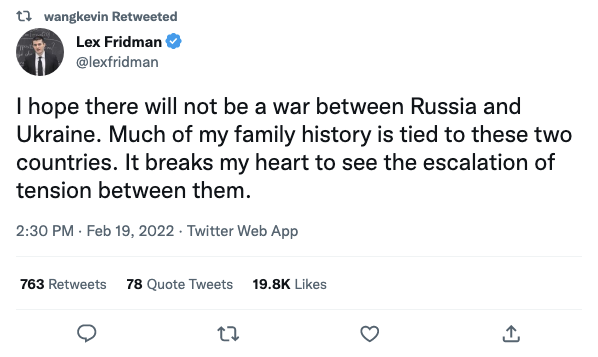 wangkevin Retweeted
Lex Fridman
@lexfridman
I hope there will not be a war between Russia and
Ukraine. Much of my family history is tied to these two
countries. It breaks my heart to see the escalation of
tension between them.
2:30 PM · Feb 19, 2022 · Twitter Web App
763 Retweets 78 Quote Tweets 19.8K Likes